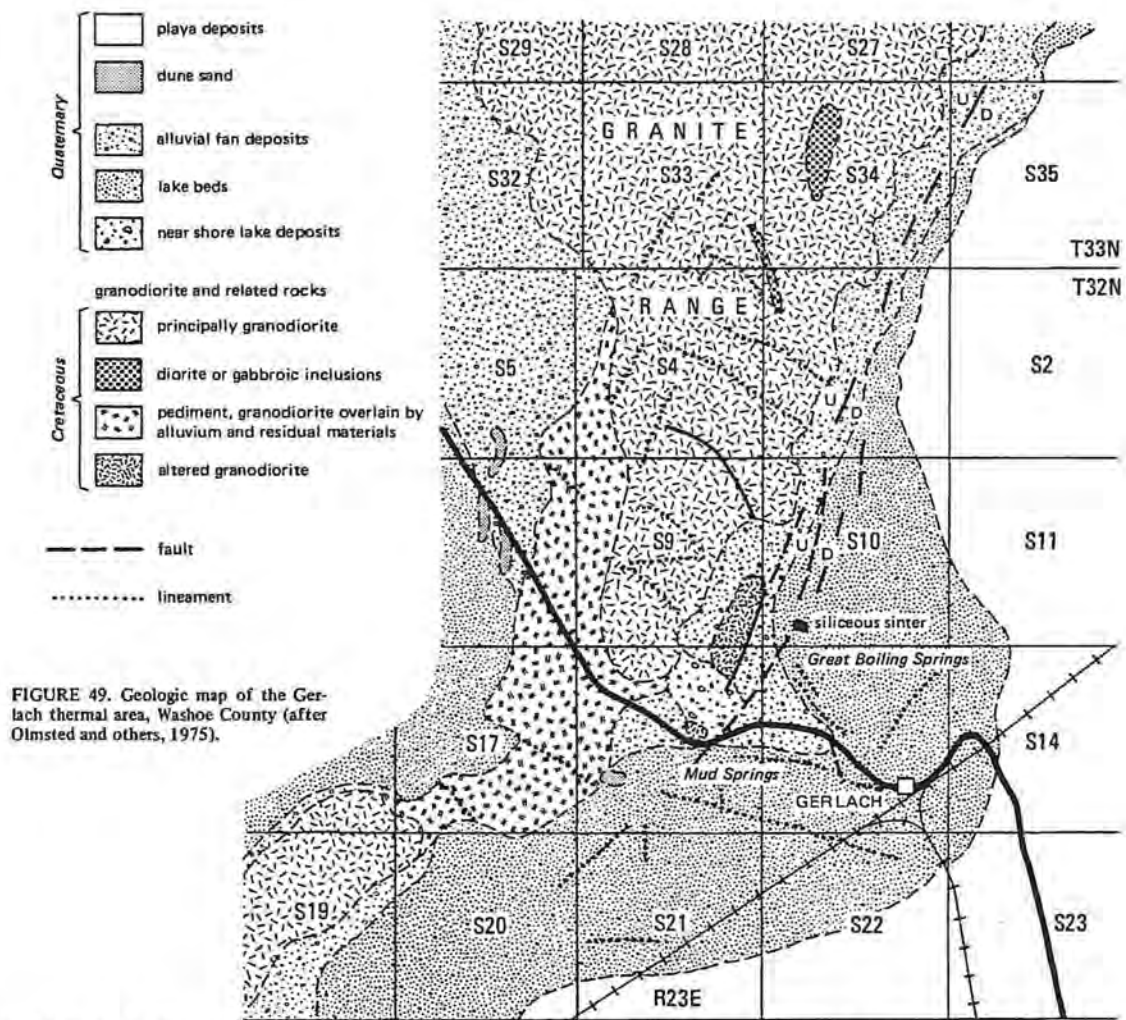 Quaternary
playa deposits
dune sand
alluvial fan deposits
lake beds
near shore lake deposits
granodiorite and related rocks
Cretaceous
principally granodiorite
diorite or gabbroic inclusions
pediment, granodiorite overlain by
alluvium and residual materials
altered granodiorite
fault
lineament
FIGURE 49. Geologic map of the Ger-
lach thermal area, Washoe County (after
Olmsted and others, 1975).
S29 S28 S27
U D
GRANITE
S32 S33 S34 S35
T33N
T32N
RANGE
S5 S4 S2
U D
S9 S10 S11
U D
siliceous sinter
Great Boiling Springs
S17 S14
Mud Springs
GERLACH
S19 S20 S21 S22 S23
R23E